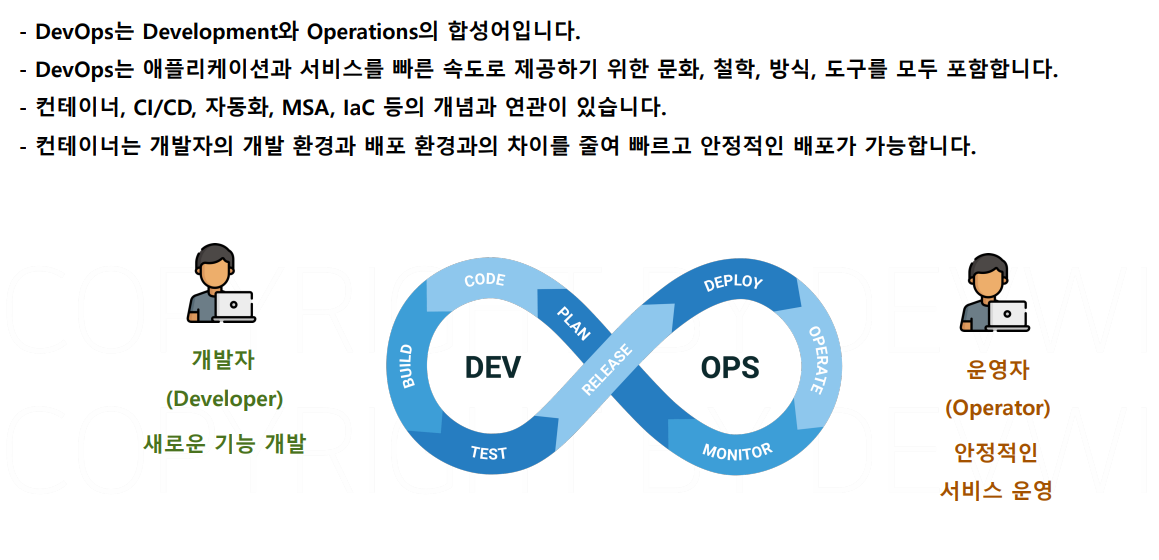 - DevOps는 Development와 Operations의 합성어입니다.
- DevOps는 애플리케이션과 서비스를 빠른 속도로 제공하기 위한 문화, 철학, 방식, 도구를 모두 포함합니다.
- 컨테이너, CI/CD, 자동화, MSA, IaC 등의 개념과 연관이 있습니다.
- 컨테이너는 개발자의 개발 환경과 배포 환경과의 차이를 줄여 빠르고 안정적인 배포가 가능합니다.
개발자
(Developer)
새로운 기능 개발
DEV
PLAN
CODE
BUILD
TEST
RELEASE
OPS
DEPLOY
OPERATE
MONITOR
운영자
(Operator)
안정적인
서비스 운영